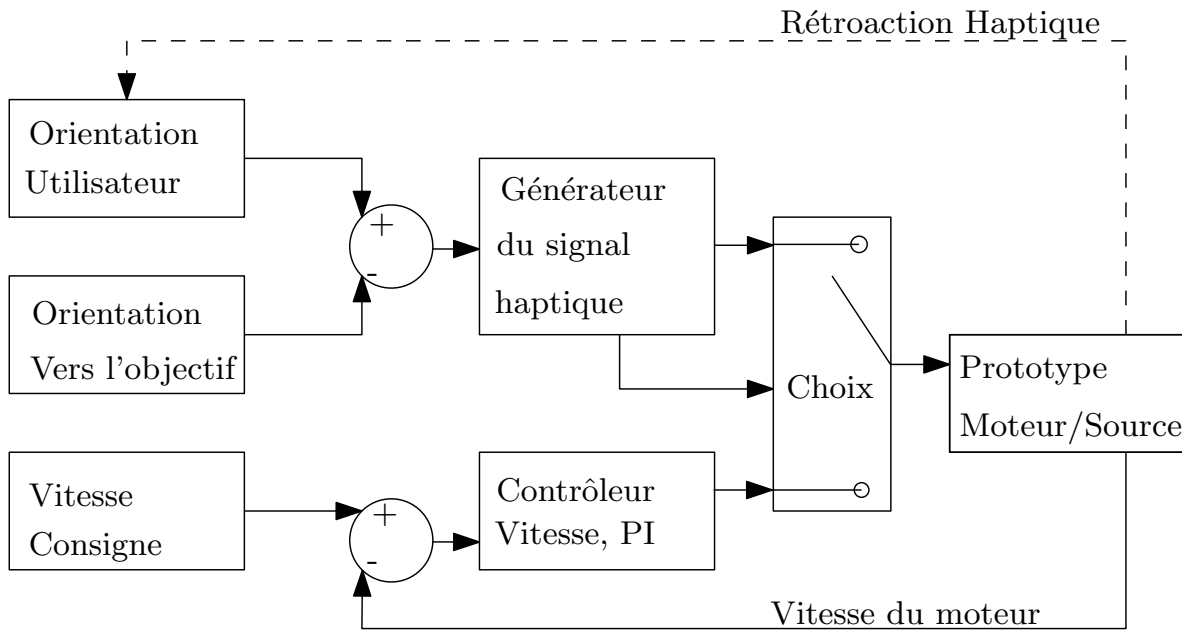 Rétroaction Haptique
Orientation
Utilisateur
+
-
Générateur
du signal
haptique
Orientation
Vers l'objectif
Choix
Prototype
Moteur/Source
Vitesse
Consigne
+
-
Contrôleur
Vitesse, PI
Vitesse du moteur